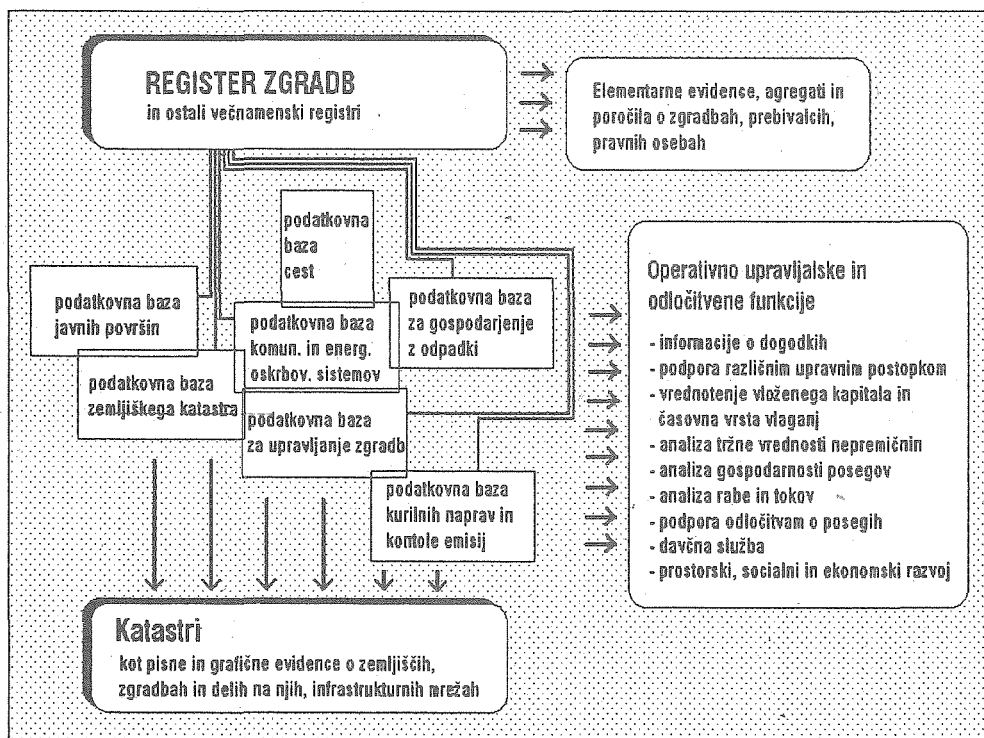 REGISTER ZGRADB
in ostali večnamenski registri
Elementarne evidence, agregati in
poročila o zgradbah, prebivalcih,
pravnih osebah
podatkovna
baza
cest
podatkovna baza
javnih površin
podatkovna baza
komun. in energ.
oskrbov. sistemov
podatkovna baza
za gospodarjenje
z odpadki
podatkovna baza
zemljiškega katastra
podatkovna baza
za upravljanje zgradb
podatkovna baza
kurilnih naprav in
kontole emisij
Operativno upravljalske in
odločitvene funkcije
- informacije o dogodkih
- podpora različnim upravnim postopkom
- vrednotenje vloženega kapitala in
časovna vrsta vlaganj
- analiza tržne vrednosti nepremičnin
- analiza gospodarnosti posegov
- analiza rabe in tokov
- podpora odločitvam o posegih
- davčna služba
- prostorski, socialni in ekonomski razvoj
Katastri
kot pisne in grafične evidence o zemljiščih,
zgradbah in delih na njih, infrastrukturnih mrežah